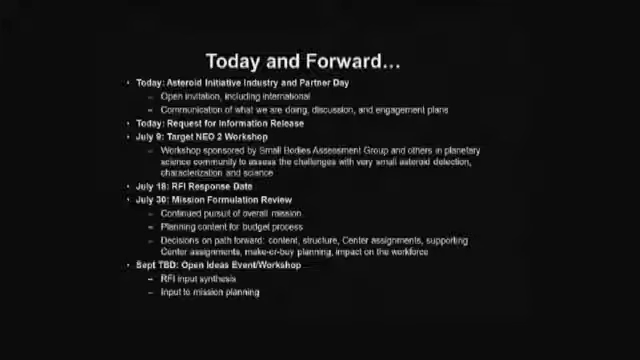 Today and Forward...
• Today: Asteroid Initiative Industry and Partner Day
– Open invitation, including international
– Communication of what we are doing, discussion, and engagement plans
• Today: Request for Information Release
• July 9: Target NEO 2 Workshop
– Workshop sponsored by Small Bodies Assessment Group and others in planetary
science community to assess the challenges with very small asteroid detection,
characterization and science
• July 18: RFI Response Date
• July 30: Mission Formulation Review
– Continued pursuit of overall mission
– Planning content for budget process
– Decisions on path forward: content, structure, Center assignments, supporting
Center assignments, make-or-buy planning, impact on the workforce
• Sept TBD: Open Ideas Event/Workshop
– RFI input synthesis
– Input to mission planning